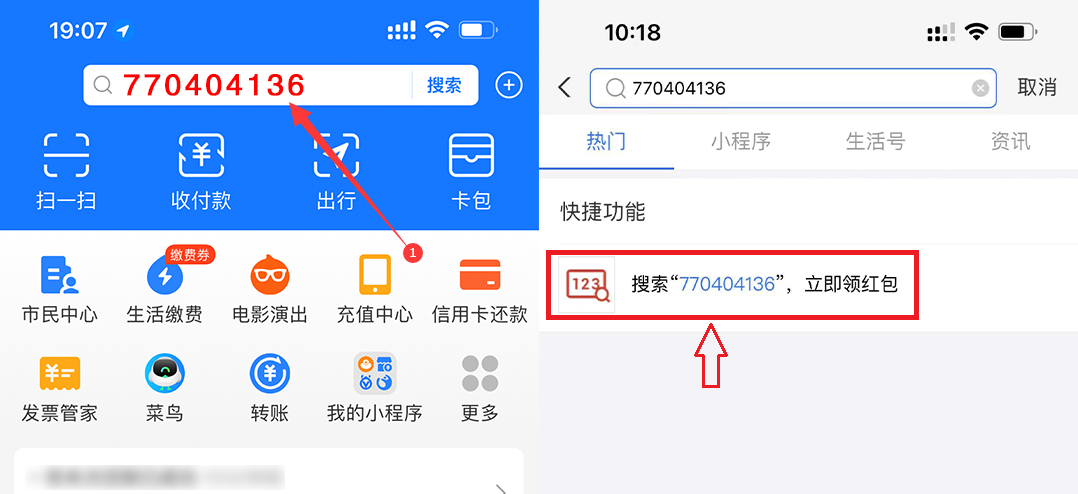 19:07
770404136
搜索
扫一扫
收付款
出行
卡包
1
缴费券
市民中心
生活缴费
电影演出
充值中心
信用卡还款
发票管家
菜鸟
转账
我的小程序
更多
10:18
770404136
取消
热门
小程序
生活号
资讯
快捷功能
123
搜索“770404136”，立即领红包